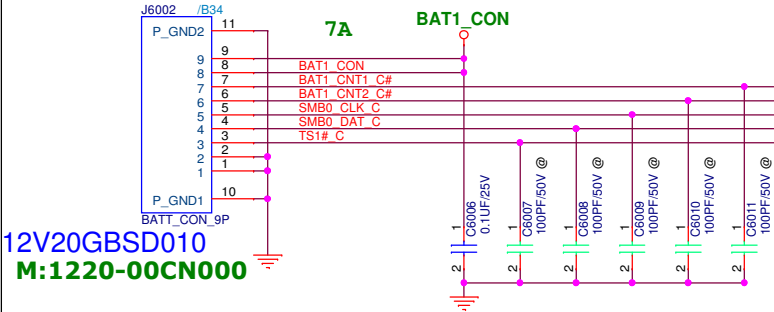 J6002 /B34
7A
BAT1_CON
P_GND2 11
9 9
8 8 BAT1_CON
7 7 BAT1_CNT1_C#
6 6 BAT1_CNT2_C#
5 5 SMB0_CLK_C
4 4 SMB0_DAT_C
3 3 TS1#_C
2 2
1 1
P_GND1 10
BATT_CON_9P
12V20GBSD010
M:1220-00CN000
1 2 C6006 0.1UF/25V
1 2 C6007 100PF/50V @
1 2 C6008 100PF/50V @
1 2 C6009 100PF/50V @
1 2 C6010 100PF/50V @
1 2 C6011 100PF/50V @